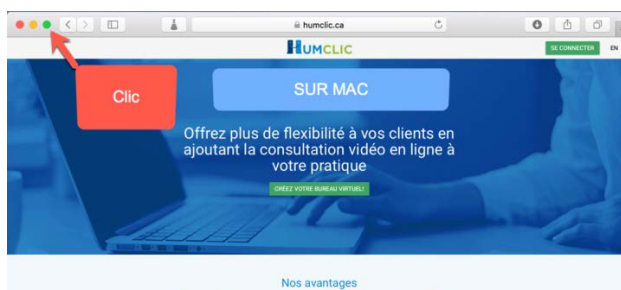 humclic.ca
HUMCLIC
SE CONNECTER
EN
Clic
SUR MAC
Offrez plus de flexibilité à vos clients en
ajoutant la consultation vidéo en ligne à
votre pratique
CRÉEZ VOTRE BUREAU VIRTUEL!
Nos avantages